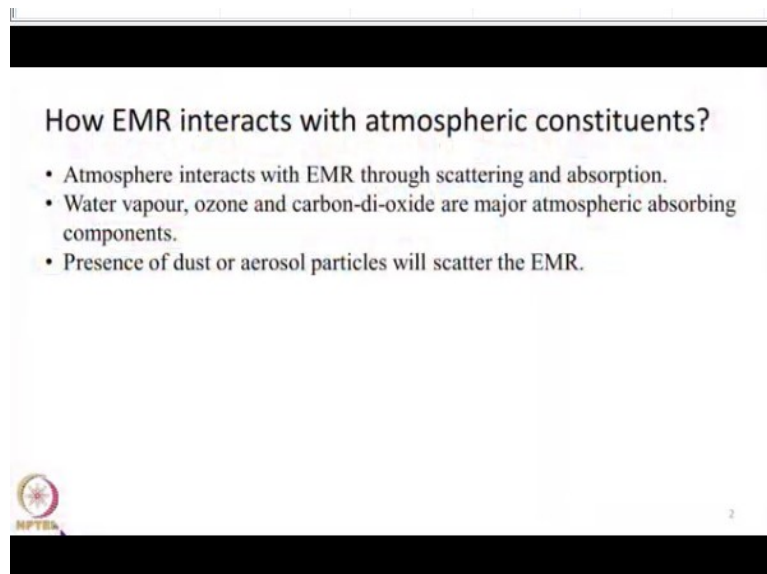 How EMR interacts with atmospheric constituents?
• Atmosphere interacts with EMR through scattering and absorption.
• Water vapour, ozone and carbon-di-oxide are major atmospheric absorbing
components.
• Presence of dust or aerosol particles will scatter the EMR.
NPTEL
2